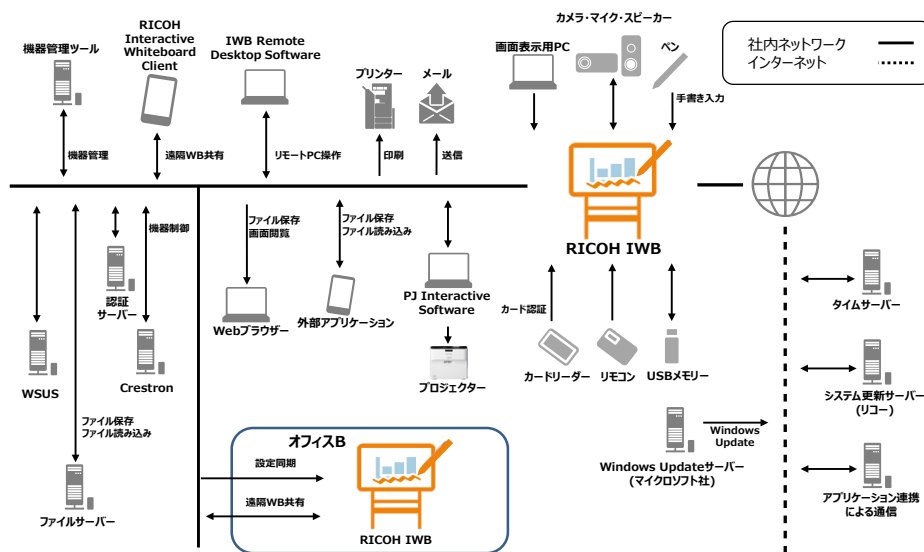 機器管理ツール
RICOH
Interactive
Whiteboard
Client
IWB Remote
Desktop Software
プリンター
メール
画面表示用PC
カメラ・マイク・スピーカー
ペン
社内ネットワーク
インターネット
機器管理
遠隔WB共有
リモートPC操作
印刷
送信
手書き入力
RICOH IWB
機器制御
ファイル保存
画面閲覧
ファイル保存
ファイル読み込み
認証
サーバー
WSUS
Crestron
Webブラウザー
外部アプリケーション
PJ Interactive
Software
プロジェクター
カード認証
カードリーダー
リモコン
USBメモリー
タイムサーバー
システム更新サーバー
(リコー)
Windows
Update
Windows Updateサーバー
(マイクロソフト社)
アプリケーション連携
による通信
ファイル保存
ファイル読み込み
ファイルサーバー
オフィスB
設定同期
遠隔WB共有
RICOH IWB